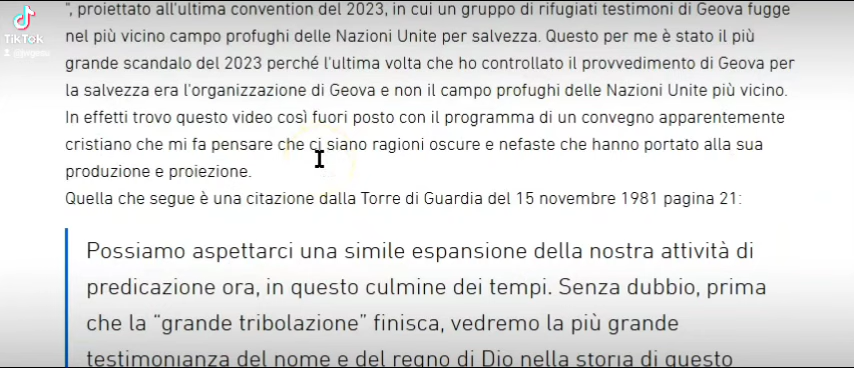 TikTok
", proiettato all'ultima convention del 2023, in cui un gruppo di rifugiati testimoni di Geova fugge
nel più vicino campo profughi delle Nazioni Unite per salvezza. Questo per me è stato il più
grande scandalo del 2023 perché l'ultima volta che ho controllato il provvedimento di Geova per
la salvezza era l'organizzazione di Geova e non il campo profughi delle Nazioni Unite più vicino.
In effetti trovo questo video così fuori posto con il programma di un convegno apparentemente
cristiano che mi fa pensare che ci siano ragioni oscure e nefaste che hanno portato alla sua
produzione e proiezione.
Quella che segue è una citazione dalla Torre di Guardia del 15 novembre 1981 pagina 21:
Possiamo aspettarci una simile espansione della nostra attività di
predicazione ora, in questo culmine dei tempi. Senza dubbio, prima
che la “grande tribolazione” finisca, vedremo la più grande
testimonianza del nome e del regno di Dio nella storia di questo